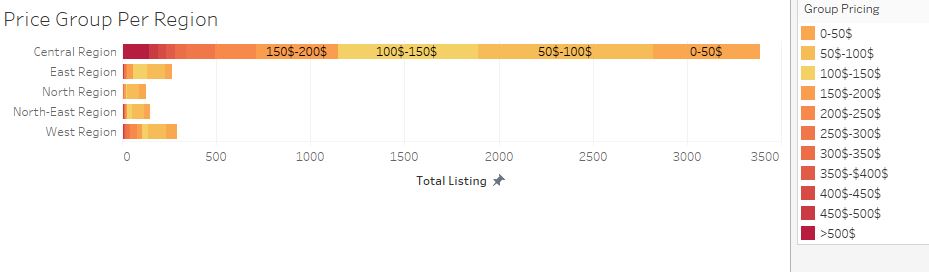 Price Group Per Region
Central Region
150$-200$
100$-150$
50$-100$
0-50$
East Region
North Region
North-East Region
West Region
0
500
1000
1500
2000
2500
3000
3500
Total Listing
Group Pricing
0-50$
50$-100$
100$-150$
150$-200$
200$-250$
250$-300$
300$-350$
350$-$400$
400$-450$
450$-500$
>500$